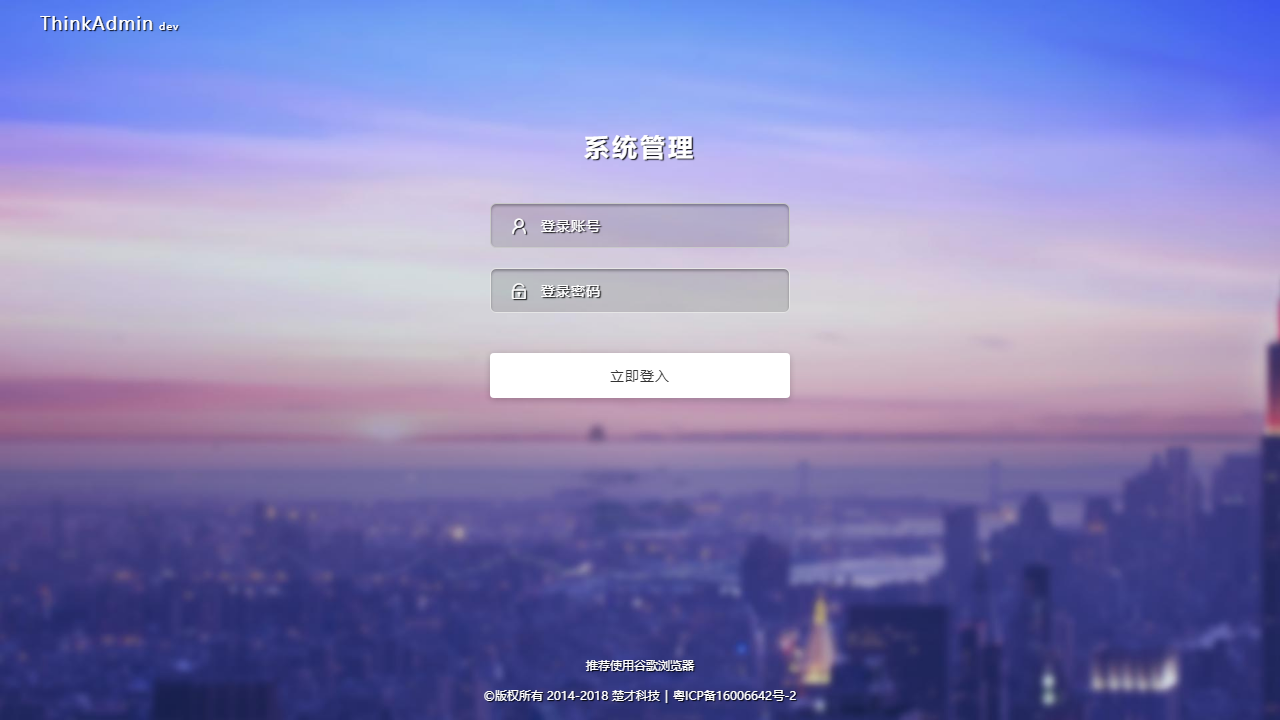 ThinkAdmin dev
系统管理
登录账号
登录密码
立即登入
推荐使用谷歌浏览器
©版权所有 2014-2018 楚才科技 | 粤ICP备16006642号-2